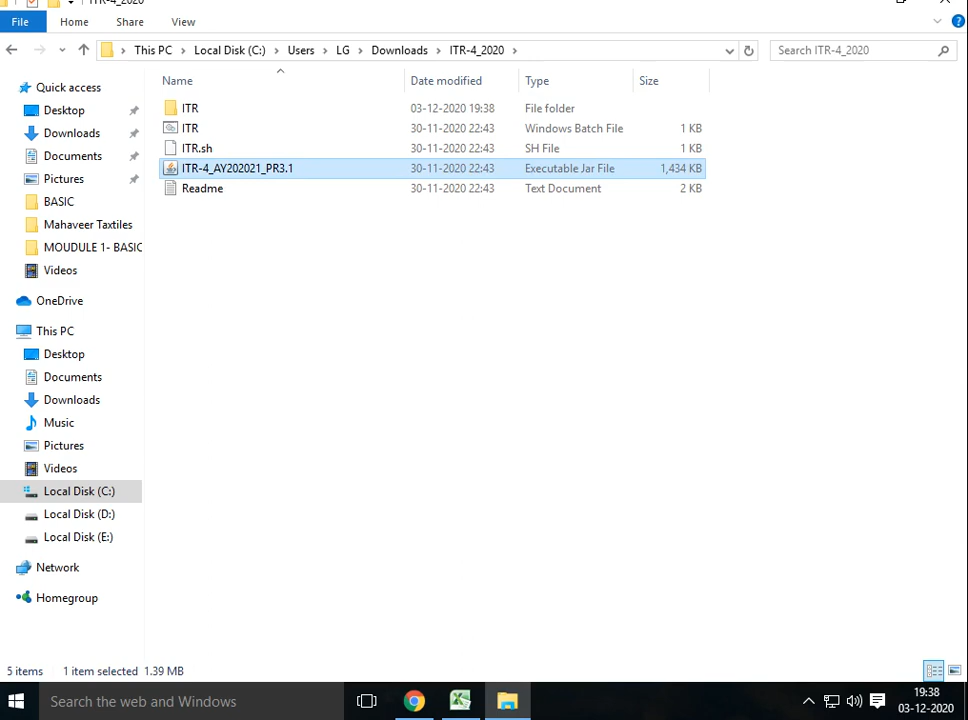 ITR-4_2020
File Home Share View
This PC Local Disk (C:) Users LG Downloads ITR-4_2020 Search ITR-4_2020
Name Date modified Type Size
ITR 03-12-2020 19:38 File folder
ITR 30-11-2020 22:43 Windows Batch File 1 KB
ITR.sh 30-11-2020 22:43 SH File 1 KB
ITR-4_AY202021_PR3.1 30-11-2020 22:43 Executable Jar File 1,434 KB
Readme 30-11-2020 22:43 Text Document 2 KB
Quick access
Desktop
Downloads
Documents
Pictures
BASIC
Mahaveer Taxtiles
MOUDULE 1- BASIC
Videos
OneDrive
This PC
Desktop
Documents
Downloads
Music
Pictures
Videos
Local Disk (C:)
Local Disk (D:)
Local Disk (E:)
Network
Homegroup
5 items 1 item selected 1.39 MB
Search the web and Windows
19:38
03-12-2020